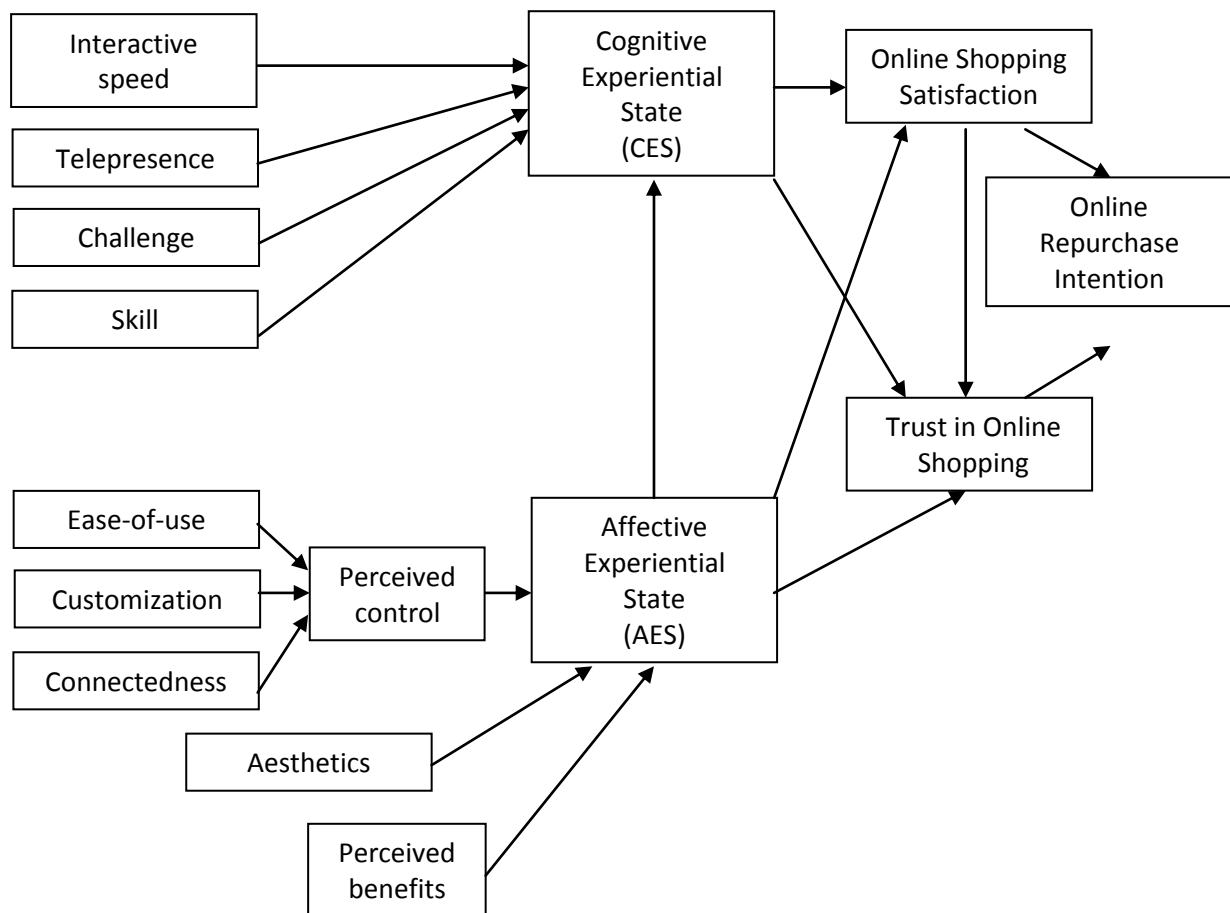 Interactive
speed
Telepresence
Challenge
Skill
Cognitive
Experiential
State
(CES)
Online Shopping
Satisfaction
Online
Repurchase
Intention
Trust in Online
Shopping
Ease-of-use
Customization
Connectedness
Perceived
control
Affective
Experiential
State
(AES)
Aesthetics
Perceived
benefits